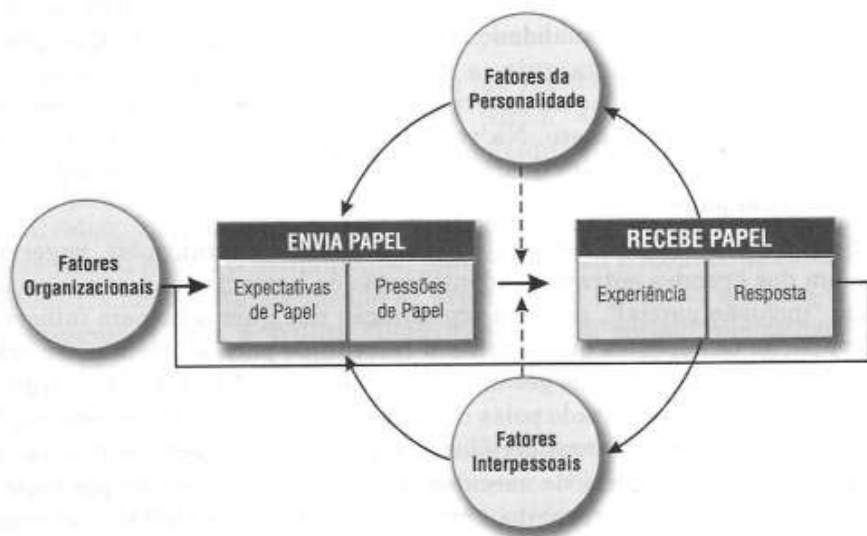 Fatores da
Personalidade
ENVIA PAPEL
RECEBE PAPEL
Fatores
Organizacionais
Expectativas
de Papel
Pressões
de Papel
Experiência
Resposta
Fatores
Interpessoais